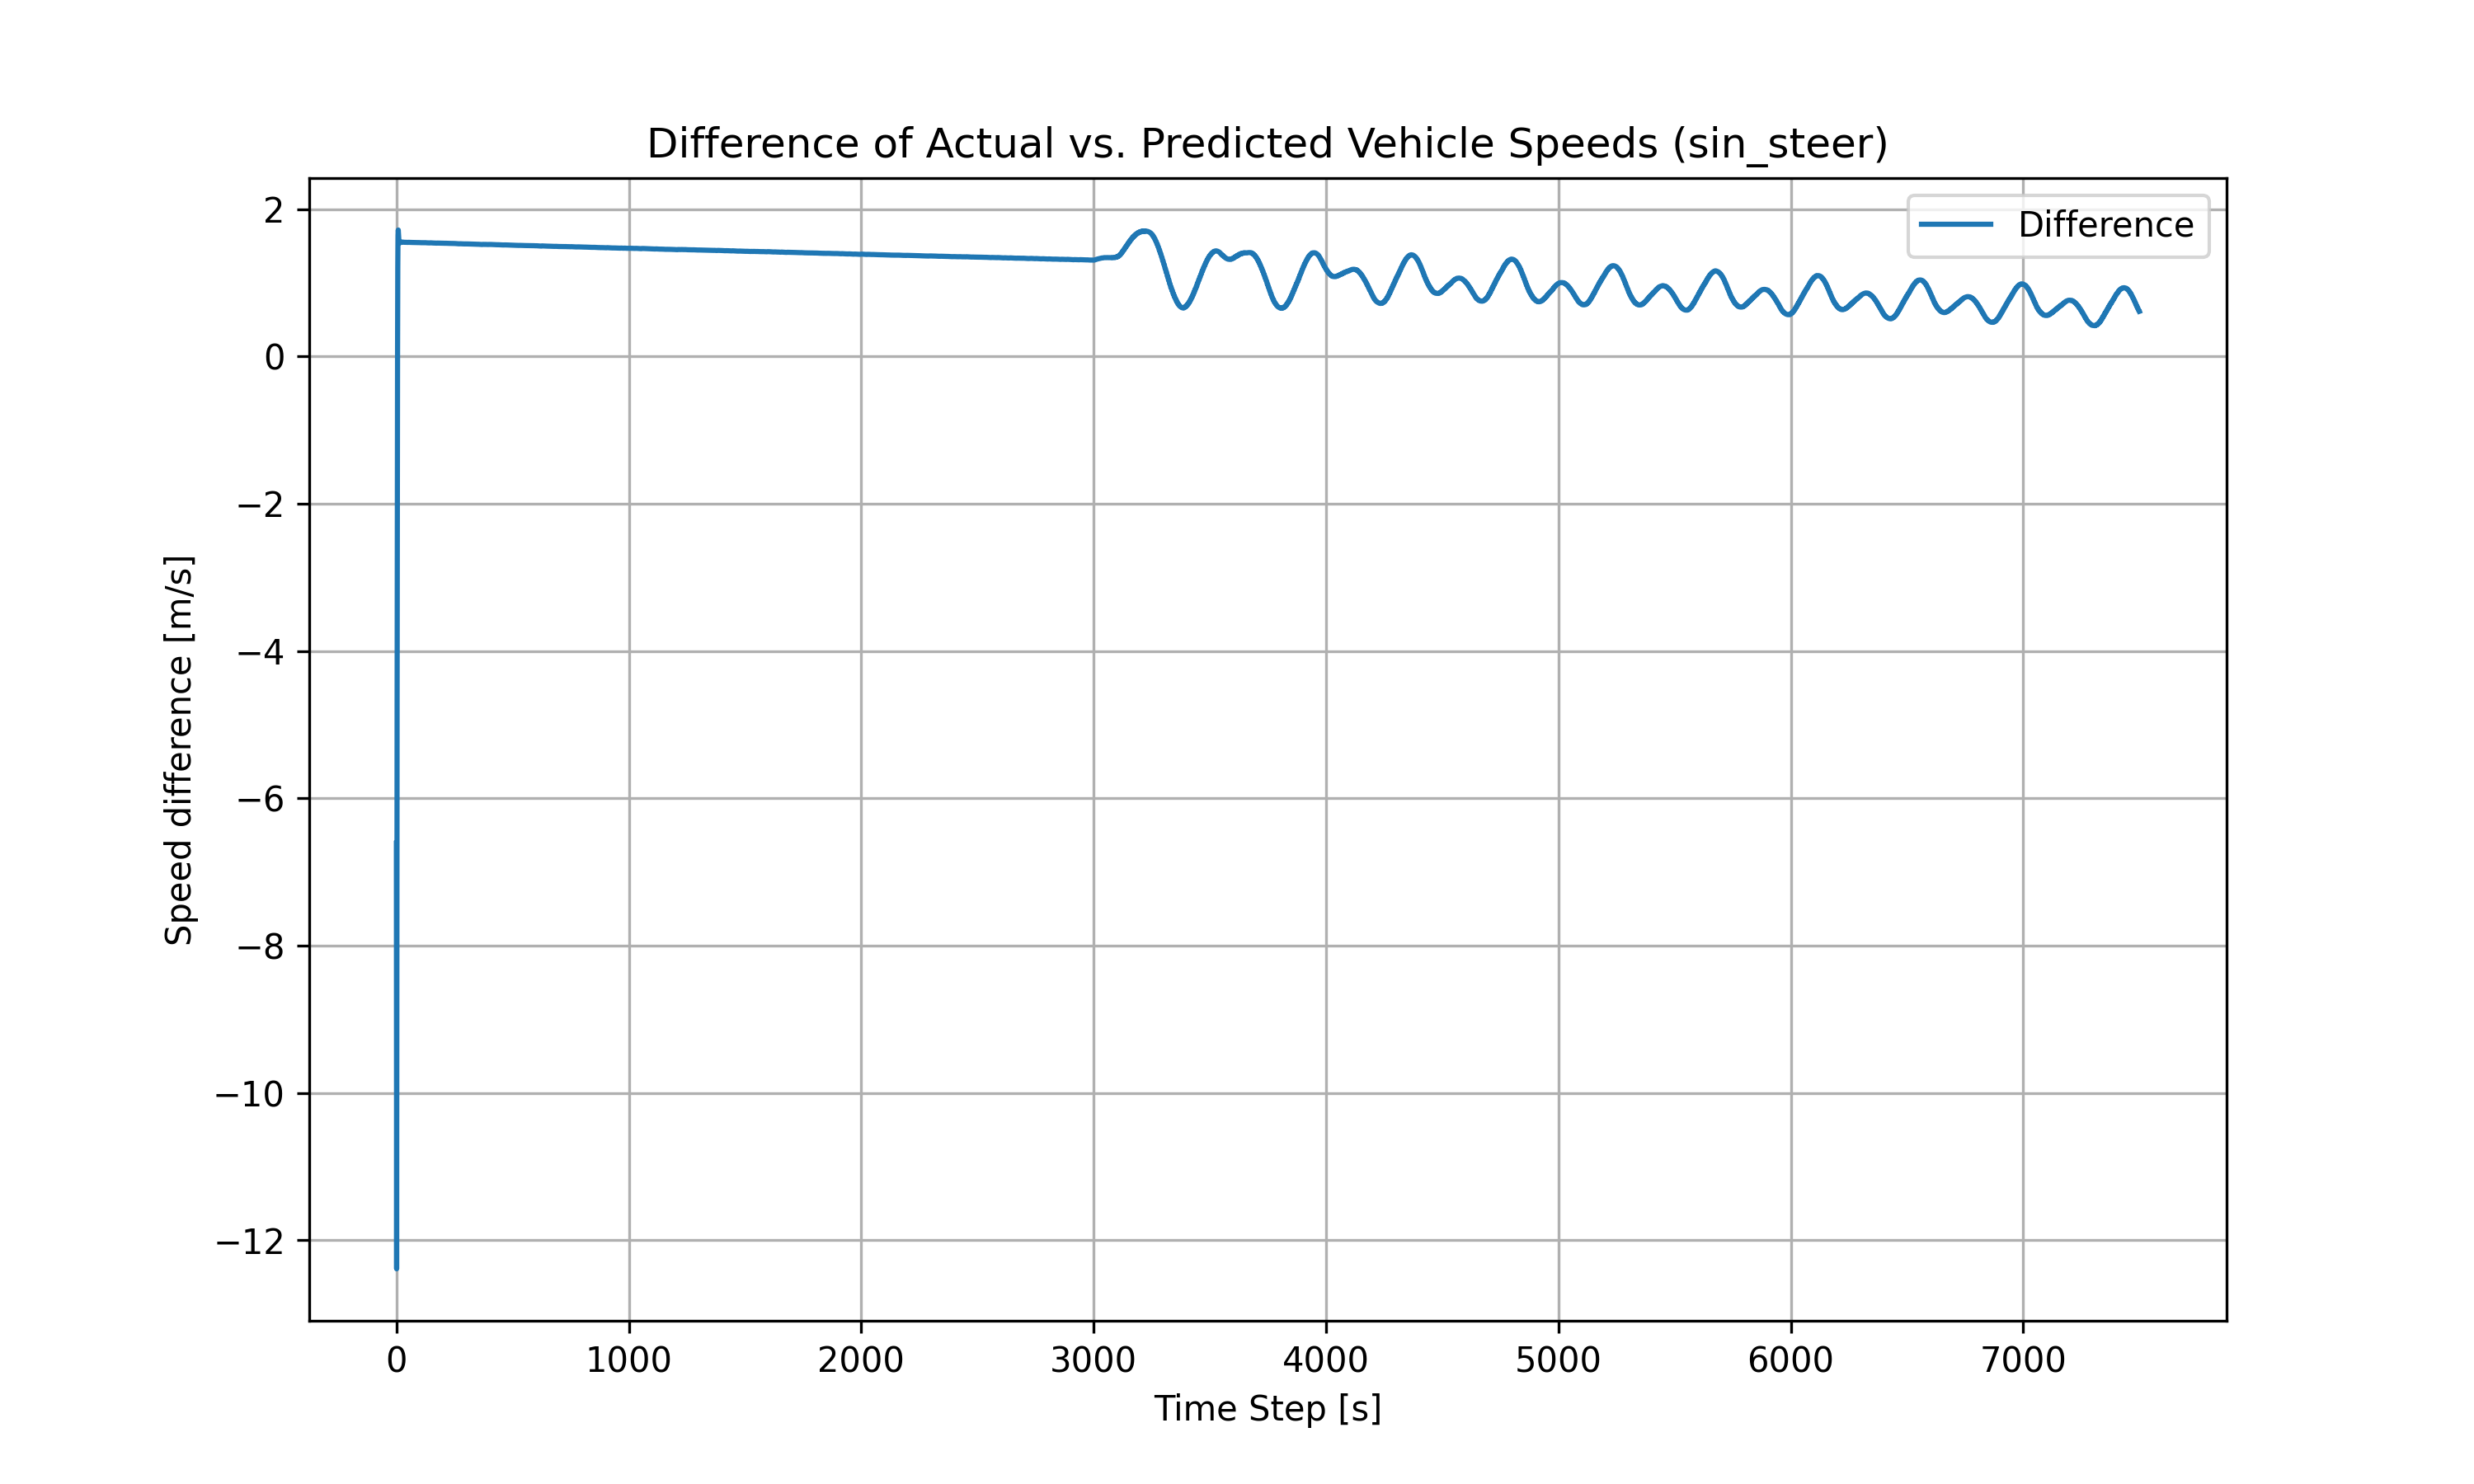 Difference of Actual vs. Predicted Vehicle Speeds (sin_steer)
Difference
2
0
−2
−4
−6
−8
−10
−12
Speed difference [m/s]
0 1000 2000 3000 4000 5000 6000 7000
Time Step [s]